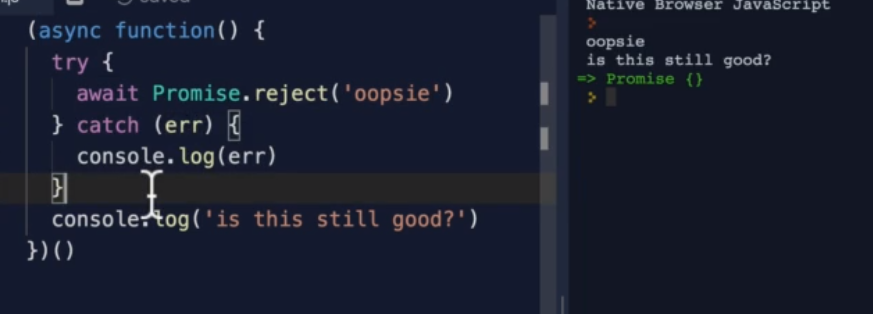 saved
(async function() {
try {
await Promise.reject('oopsie')
} catch (err) {
console.log(err)
}
console.log('is this still good?')
})()
Native Browser JavaScript
>
oopsie
is this still good?
=> Promise {}
>